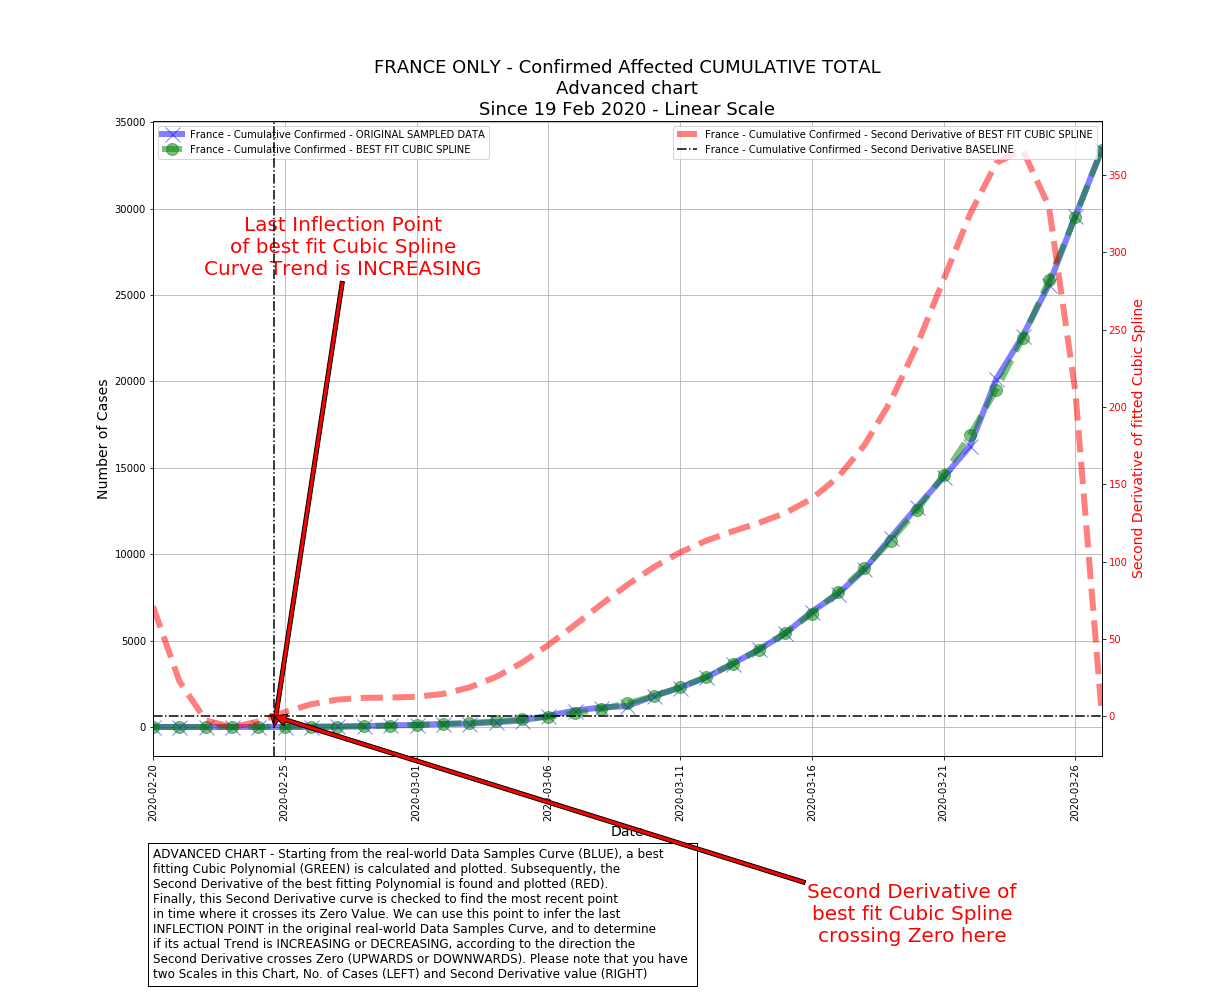 FRANCE ONLY - Confirmed Affected CUMULATIVE TOTAL
Advanced chart
Since 19 Feb 2020 - Linear Scale
France - Cumulative Confirmed - ORIGINAL SAMPLED DATA
France - Cumulative Confirmed - BEST FIT CUBIC SPLINE
France - Cumulative Confirmed - Second Derivative of BEST FIT CUBIC SPLINE
France - Cumulative Confirmed - Second Derivative BASELINE
Last Inflection Point
of best fit Cubic Spline
Curve Trend is INCREASING
Number of Cases
35000
30000
25000
20000
15000
10000
5000
0
350
300
250
200
150
100
50
0
Second Derivative of fitted Cubic Spline
2020-02-20
2020-02-25
2020-03-01
2020-03-06
2020-03-11
2020-03-16
2020-03-21
2020-03-26
Date
ADVANCED CHART - Starting from the real-world Data Samples Curve (BLUE), a best
fitting Cubic Polynomial (GREEN) is calculated and plotted. Subsequently, the
Second Derivative of the best fitting Polynomial is found and plotted (RED).
Finally, this Second Derivative curve is checked to find the most recent point
in time where it crosses its Zero Value. We can use this point to infer the last
INFLECTION POINT in the original real-world Data Samples Curve, and to determine
if its actual Trend is INCREASING or DECREASING, according to the direction the
Second Derivative crosses Zero (UPWARDS or DOWNWARDS). Please note that you have
two Scales in this Chart, No. of Cases (LEFT) and Second Derivative value (RIGHT)
Second Derivative of
best fit Cubic Spline
crossing Zero here